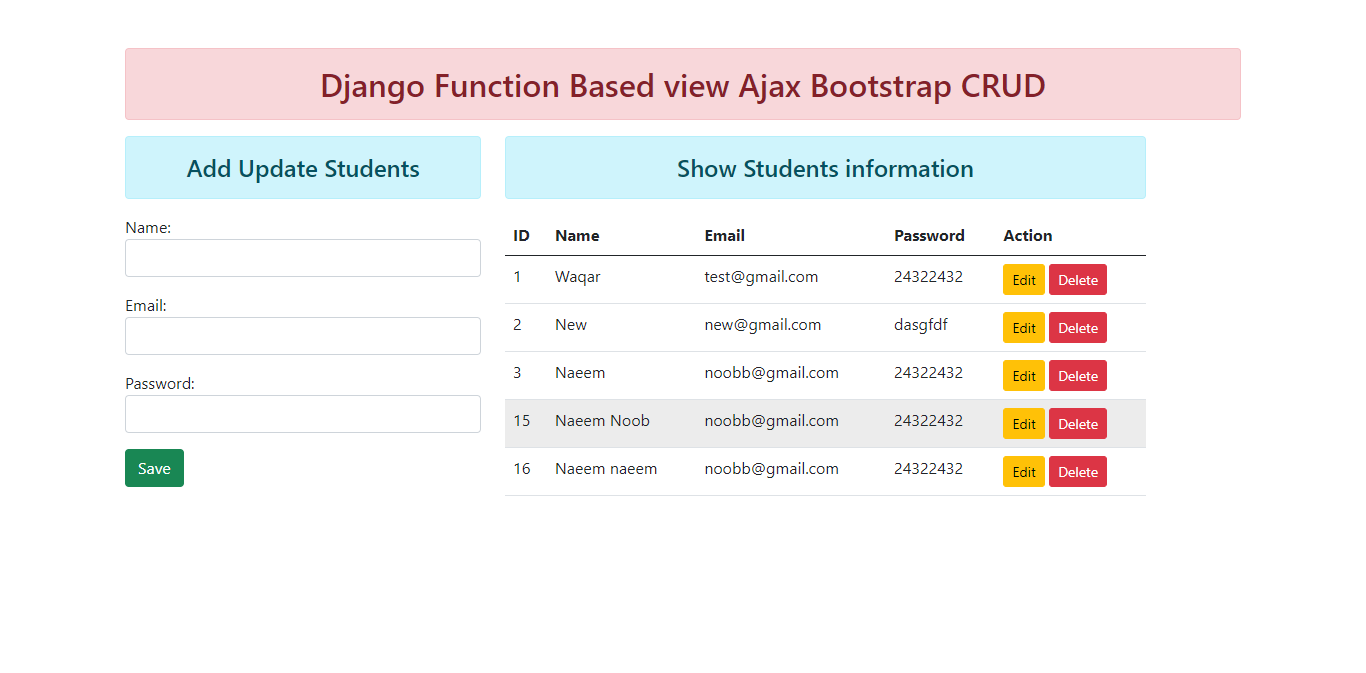 Django Function Based view Ajax Bootstrap CRUD
Add Update Students
Name:
Email:
Password:
Save
Show Students information
ID Name Email Password Action
1 Waqar test@gmail.com 24322432 Edit Delete
2 New new@gmail.com dasgfdf Edit Delete
3 Naeem noobb@gmail.com 24322432 Edit Delete
15 Naeem Noob noobb@gmail.com 24322432 Edit Delete
16 Naeem naeem noobb@gmail.com 24322432 Edit Delete